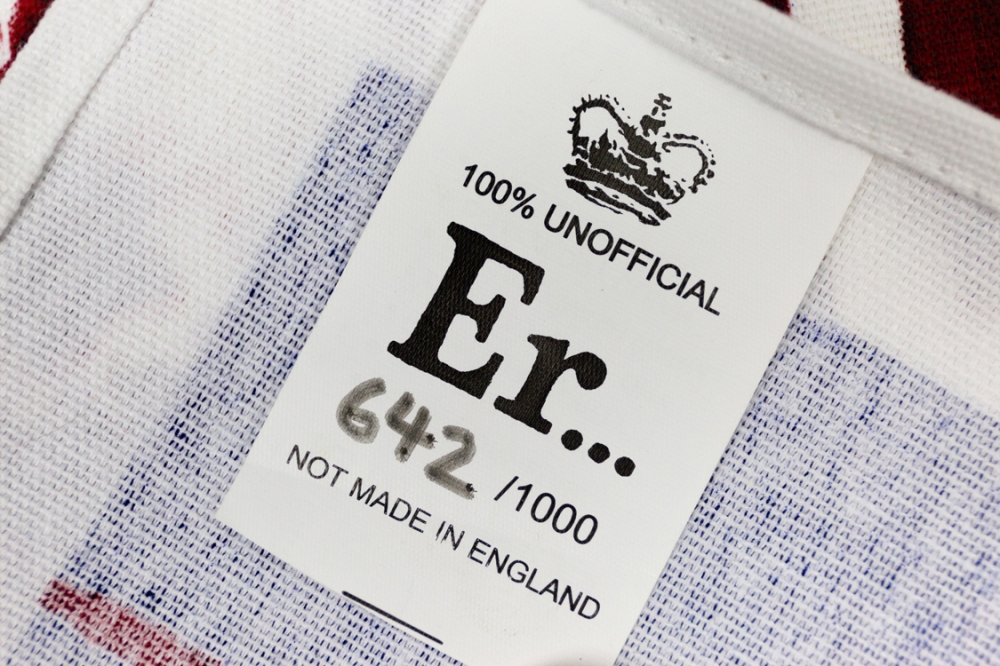 100% UNOFFICIAL
Er...
642 /1000
NOT MADE IN ENGLAND